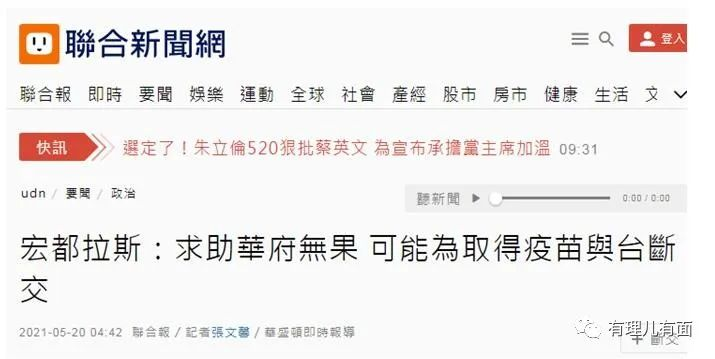 聯合新聞網
登入
聯合報 即時 要聞 娛樂 運動 全球 社會 產經 股市 房市 健康 生活 文
快訊 選定了!朱立倫520狠批蔡英文 為宣布承擔黨主席加溫 09:31
udn / 要聞 / 政治
聽新聞 0:00 / 0:00
宏都拉斯:求助華府無果 可能為取得疫苗與台斷
交
2021-05-20 04:42 聯合報 / 記者張文馨 / 華盛頓即時報導
有理儿有面
+ 斷交